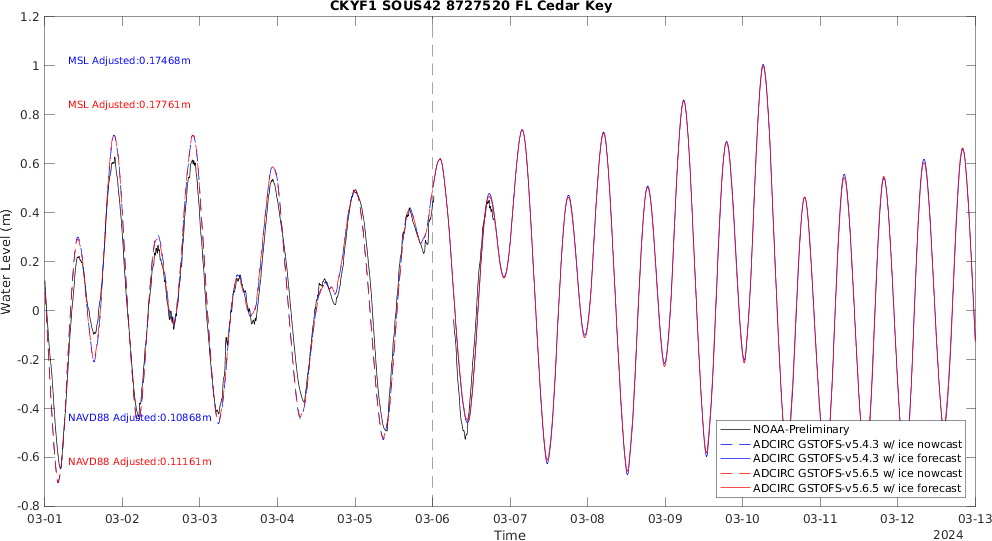 CKYF1 SOUS42 8727520 FL Cedar Key
1.2
1
0.8
0.6
0.4
0.2
0
-0.2
-0.4
-0.6
-0.8
Water Level (m)
MSL Adjusted:0.17468m
MSL Adjusted:0.17761m
NAVD88 Adjusted:0.10868m
NAVD88 Adjusted:0.11161m
NOAA-Preliminary
ADCIRC GSTOFS-v5.4.3 w/ ice nowcast
ADCIRC GSTOFS-v5.4.3 w/ ice forecast
ADCIRC GSTOFS-v5.6.5 w/ ice nowcast
ADCIRC GSTOFS-v5.6.5 w/ ice forecast
03-01 03-02 03-03 03-04 03-05 03-06 03-07 03-08 03-09 03-10 03-11 03-12 03-13
Time
2024